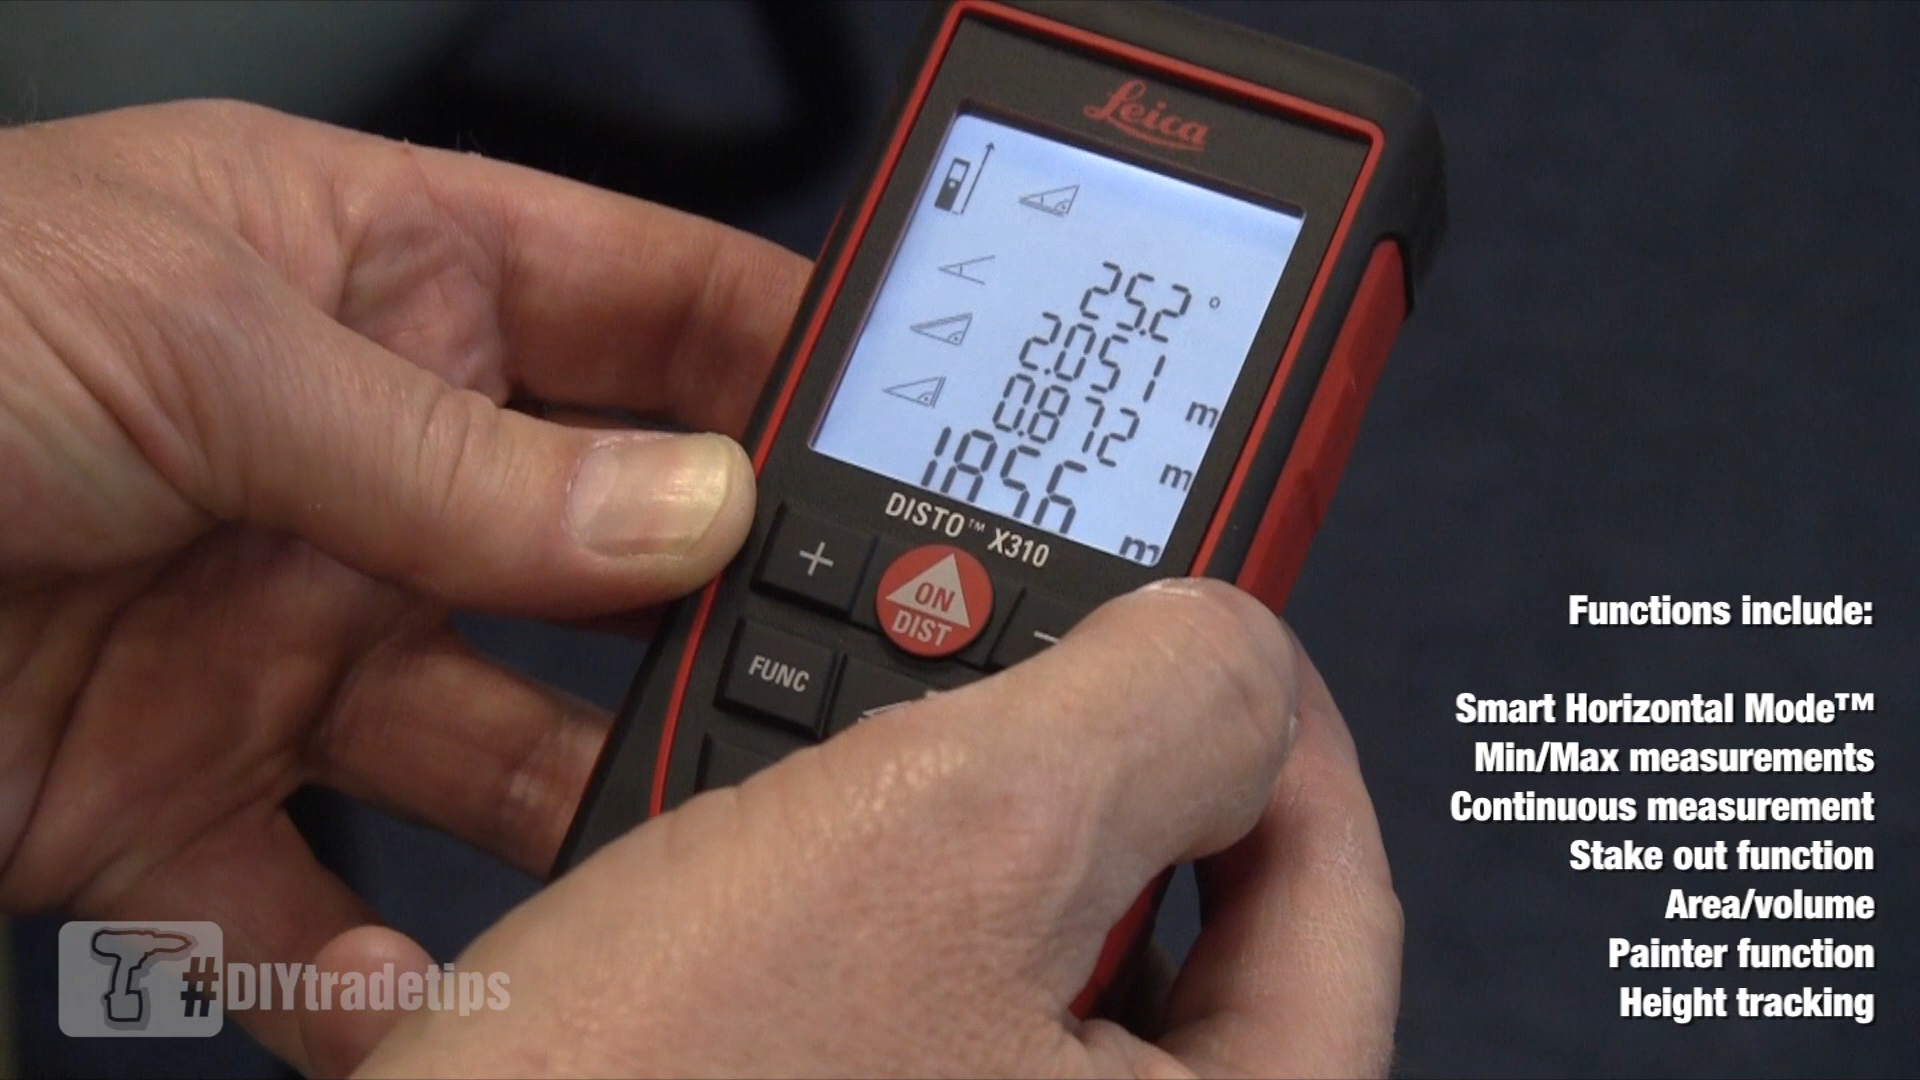 Leica
25.2°
2.051 m
0.872 m
1.856 m
DISTO™ X310
+
ON
DIST
−
FUNC
Functions include:
Smart Horizontal Mode™
Min/Max measurements
Continuous measurement
Stake out function
Area/volume
Painter function
Height tracking
#DIYtradetips